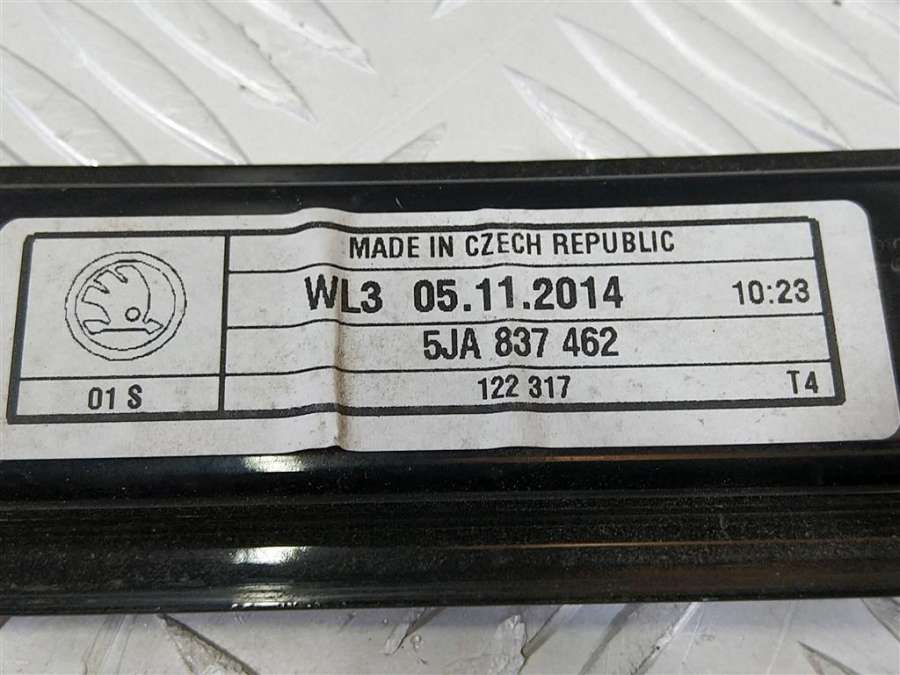 MADE IN CZECH REPUBLIC
WL3 05.11.2014 10:23
5JA 837 462
01 S 122 317 T4